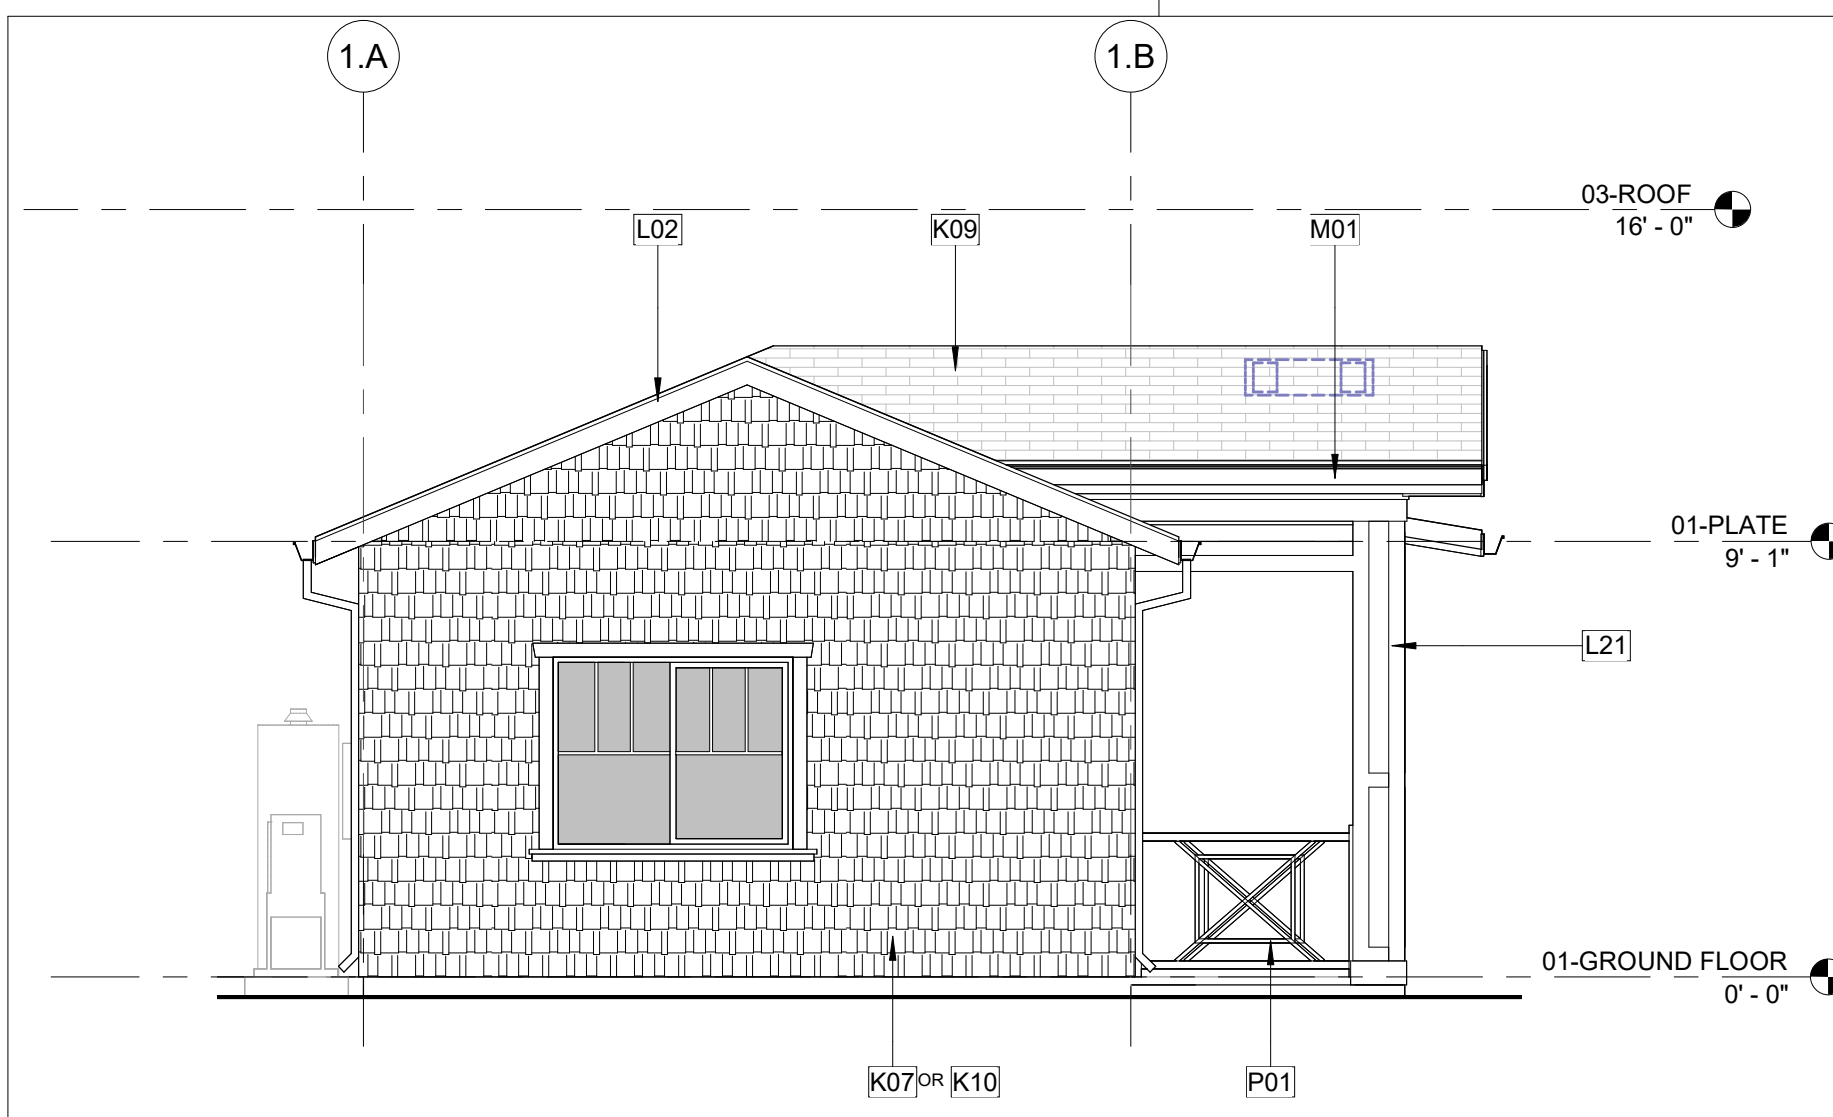 1.A
1.B
03-ROOF
16' - 0"
L02
K09
M01
01-PLATE
9' - 1"
L21
01-GROUND FLOOR
0' - 0"
K07 OR K10
P01